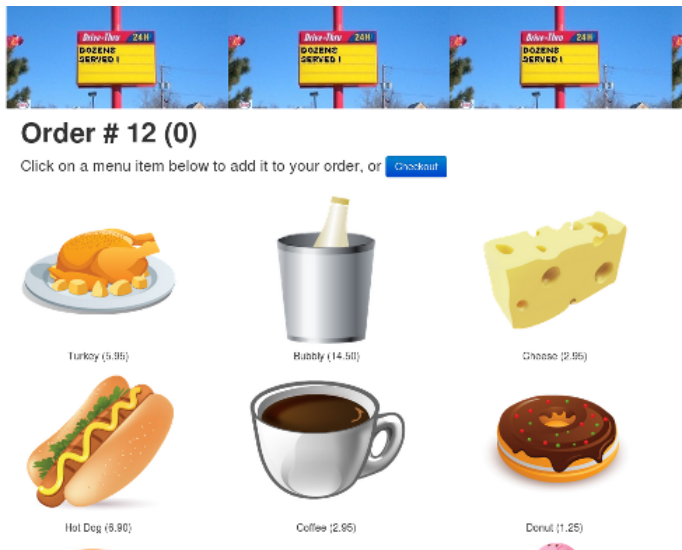 Drive-Thru 24H Drive-Thru 24H Drive-Thru 24H
DOZENS DOZENS DOZENS
SERVED ! SERVED ! SERVED !
Order # 12 (0)
Click on a menu item below to add it to your order, or Checkout
Turkey (5.95) Bubbly (14.50) Cheese (2.95)
Hot Dog (6.90) Coffee (2.95) Donut (1.25)